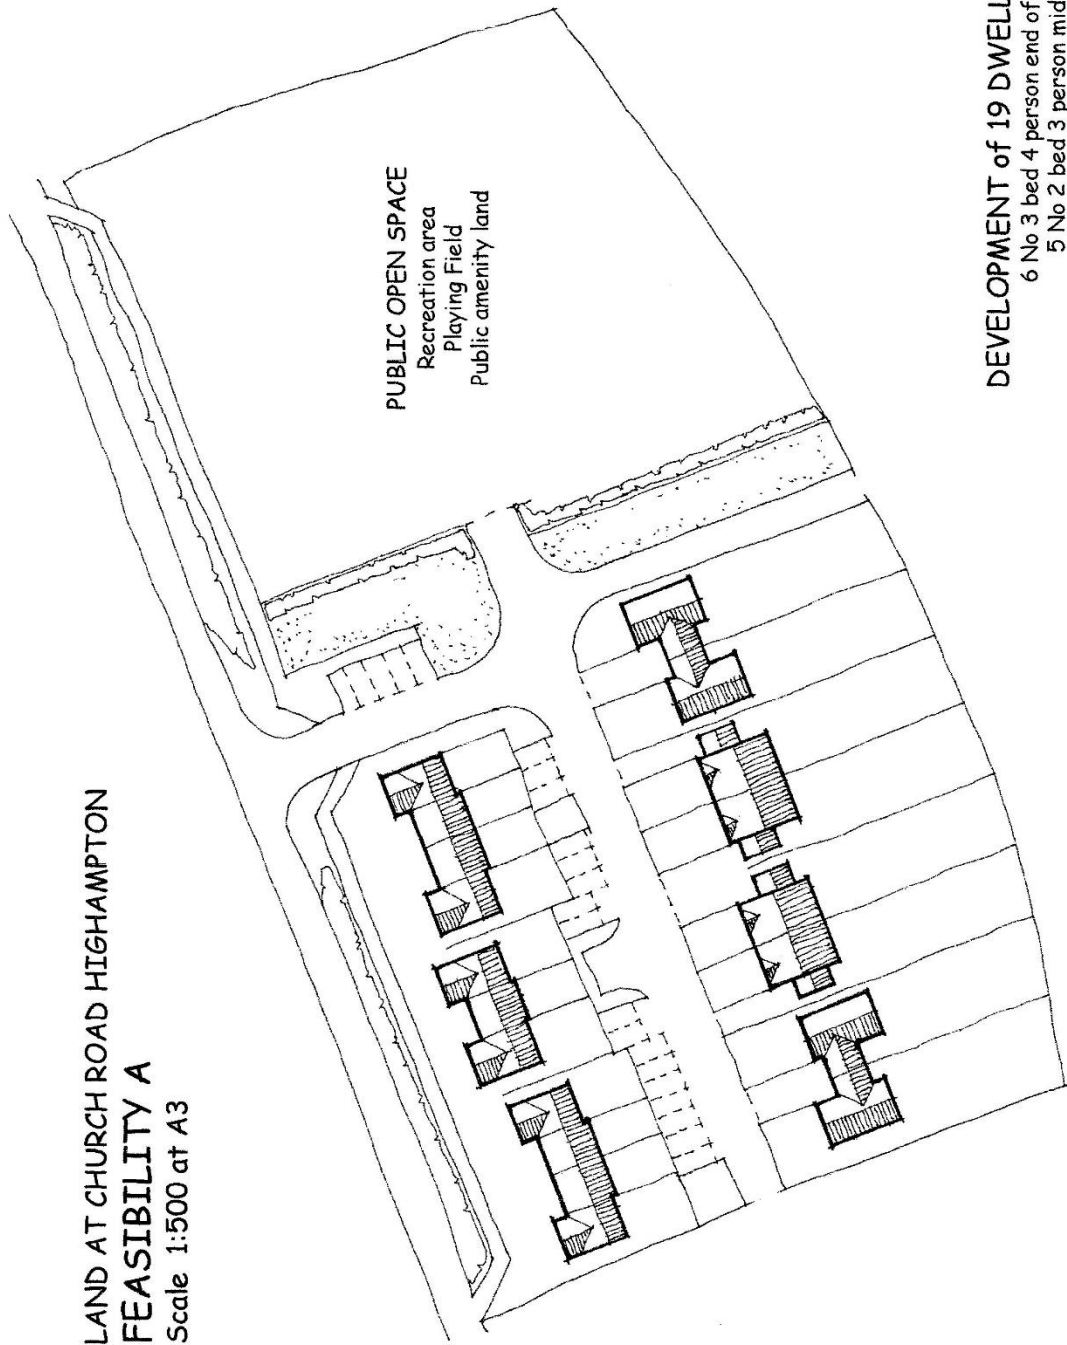 LAND AT CHURCH ROAD HIGHAMPTON
FEASIBILITY A
Scale 1:500 at A3
PUBLIC OPEN SPACE
Recreation area
Playing Field
Public amenity land
DEVELOPMENT of 19 DWELL
6 No 3 bed 4 person end of
5 No 2 bed 3 person mid